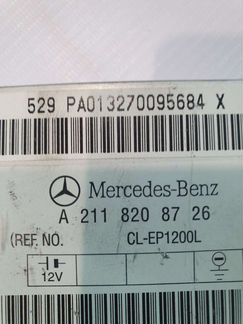 529 PA013270095684 X
Mercedes-Benz
A 211 820 87 26
(REF. NO. CL-EP1200L
12V